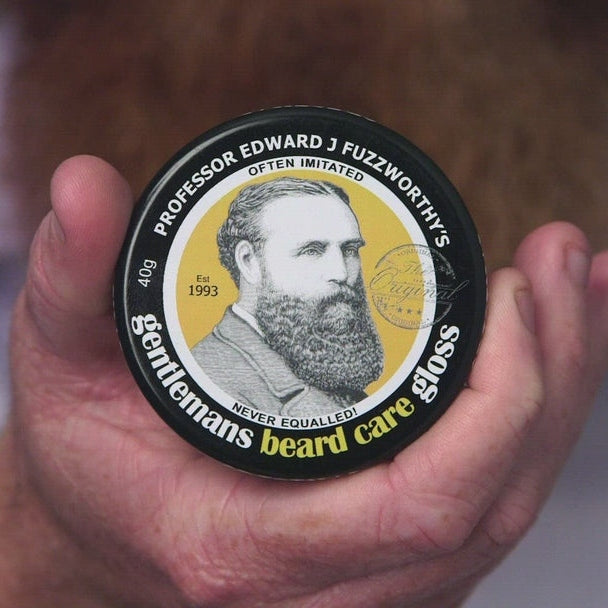 PROFESSOR EDWARD J FUZZWORTHY'S
OFTEN IMITATED
40g
Est
1993
The
Original
NEVER EQUALLED!
gentlemans beard care gloss